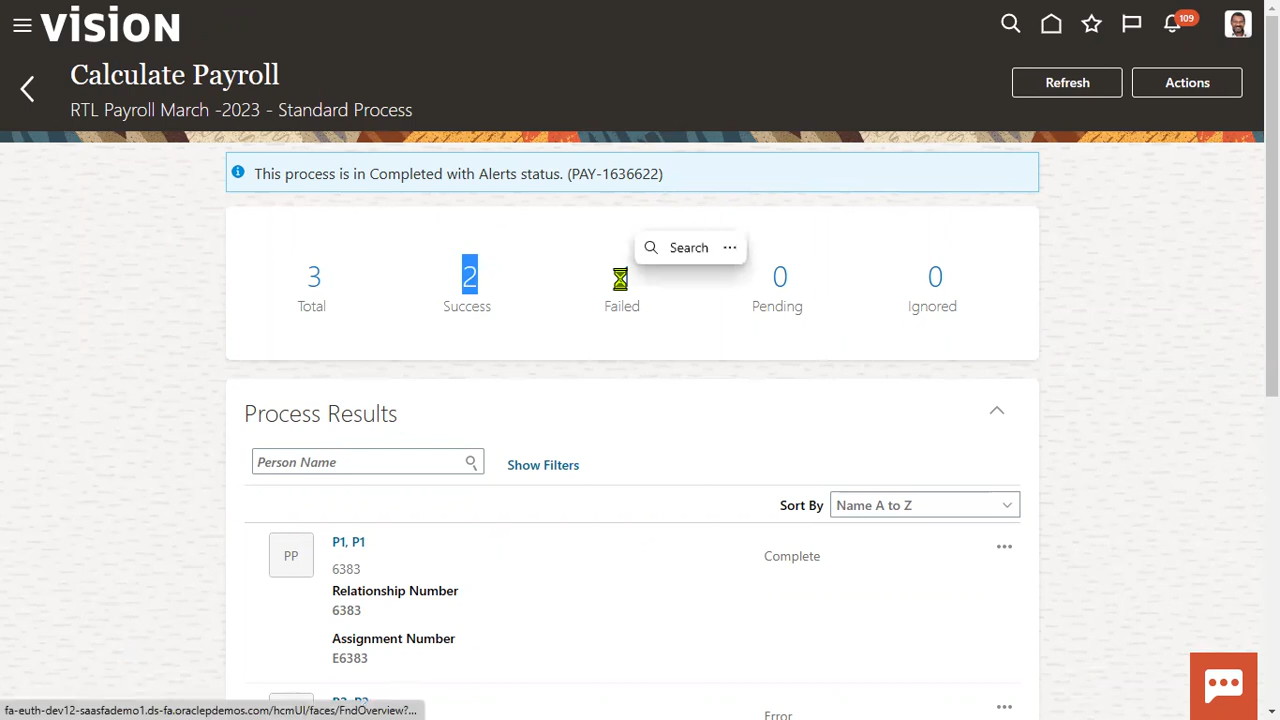 vision
109
Calculate Payroll
RTL Payroll March -2023 - Standard Process
Refresh
Actions
This process is in Completed with Alerts status. (PAY-1636622)
Search ...
3
2
0
0
Total
Success
Failed
Pending
Ignored
Process Results
Person Name
Show Filters
Sort By
Name A to Z
PP
P1, P1
Complete
6383
Relationship Number
6383
Assignment Number
E6383
Error
fa-euth-dev12-saasfademo1.ds-fa.oraclepdemos.com/hcmUI/faces/FndOverview?...